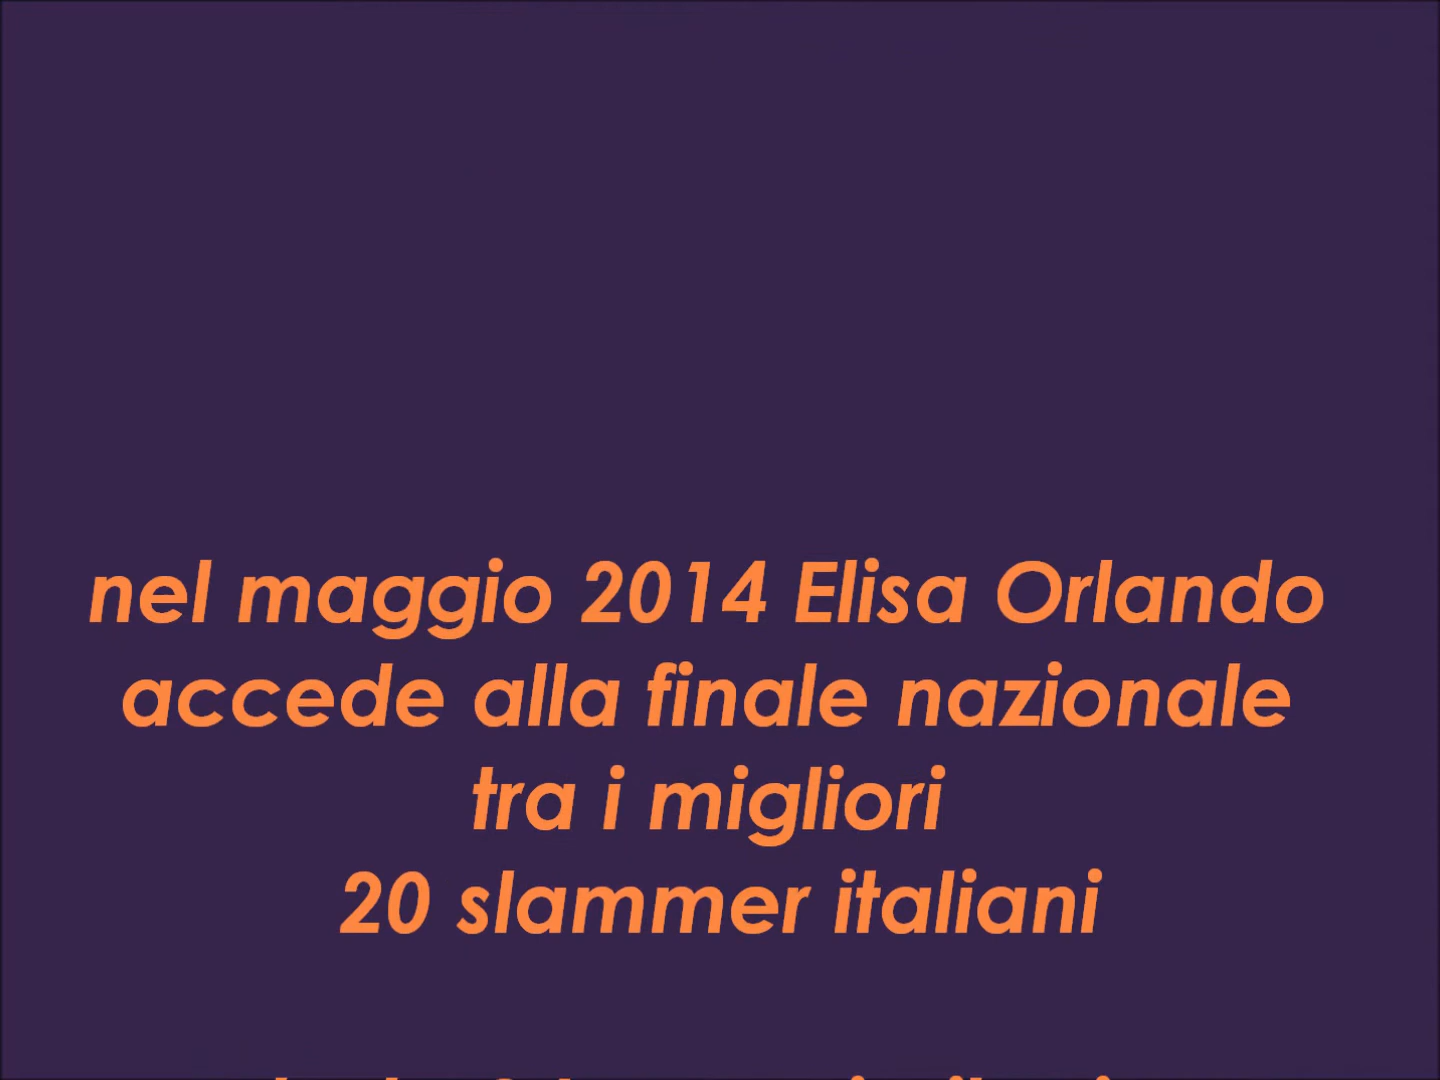 nel maggio 2014 Elisa Orlando
accede alla finale nazionale
tra i migliori
20 slammer italiani